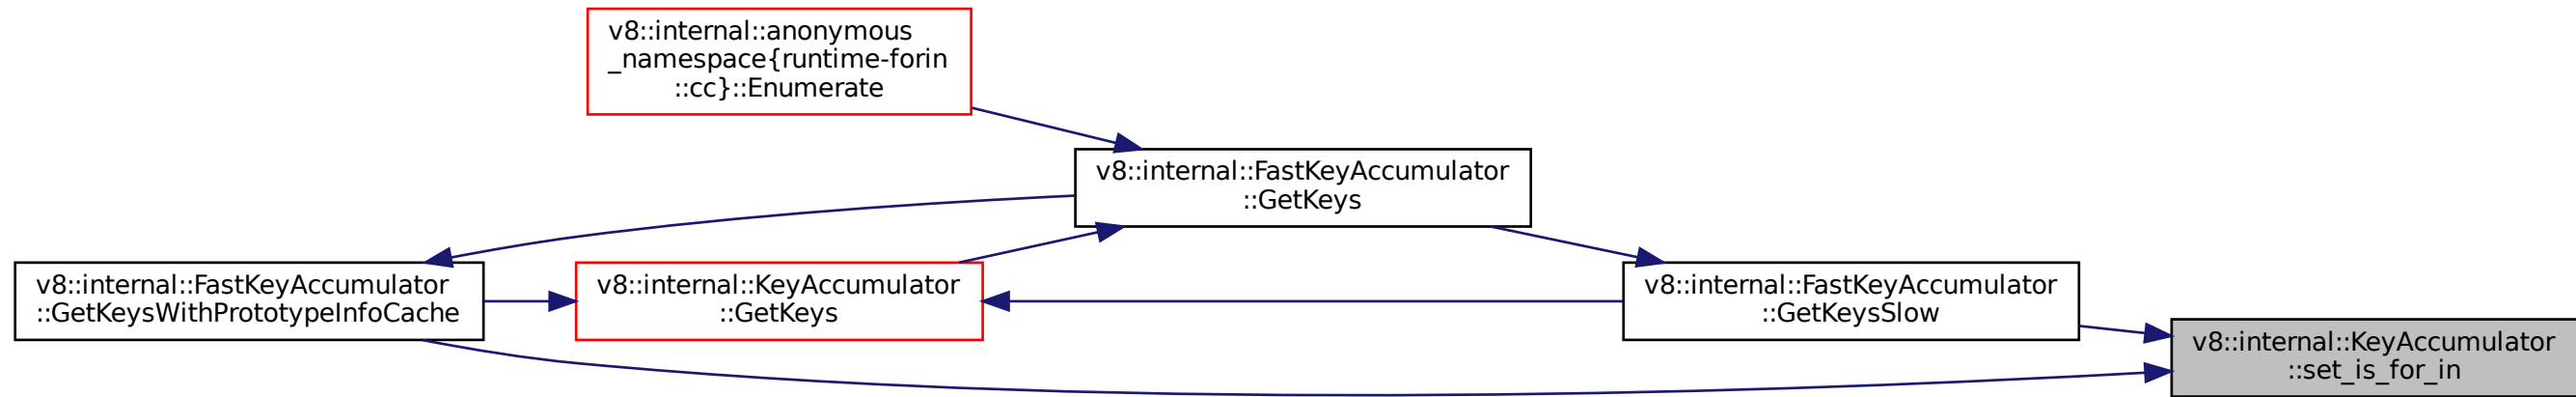 v8::internal::anonymous
_namespace{runtime-forin
::cc}::Enumerate
v8::internal::FastKeyAccumulator
::GetKeys
v8::internal::FastKeyAccumulator
::GetKeysWithPrototypeInfoCache
v8::internal::KeyAccumulator
::GetKeys
v8::internal::FastKeyAccumulator
::GetKeysSlow
v8::internal::KeyAccumulator
::set_is_for_in